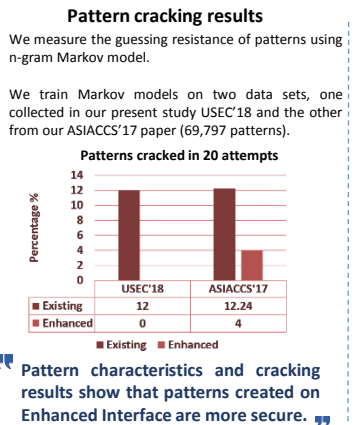 Pattern cracking results
We measure the guessing resistance of patterns using
n-gram Markov model.
We train Markov models on two data sets, one
collected in our present study USEC'18 and the other
from our ASIACCS'17 paper (69,797 patterns).
Patterns cracked in 20 attempts
Percentage %
14
12
10
8
6
4
2
0
USEC'18 ASIACCS'17
Existing 12 12.24
Enhanced 0 4
Existing Enhanced
" Pattern characteristics and cracking
results show that patterns created on
Enhanced Interface are more secure. "